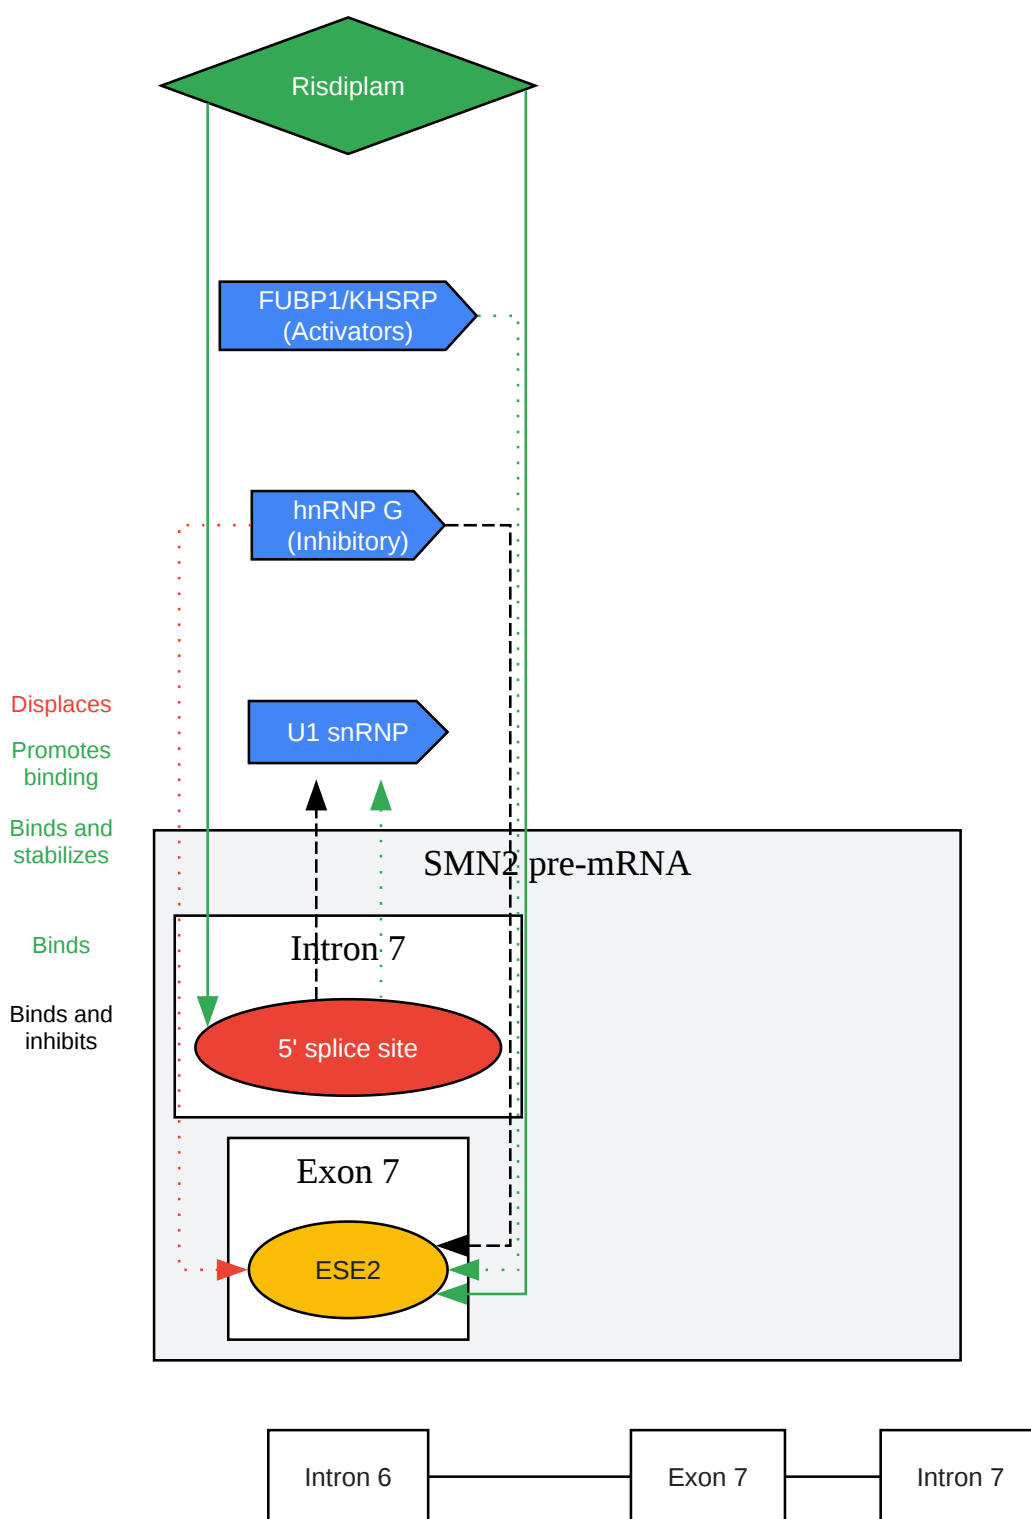 Risdiplam
FUBP1/KHSRP
(Activators)
hnRNP G
(Inhibitory)
Displaces
U1 snRNP
Promotes
binding
Binds and
stabilizes
SMN2 pre-mRNA
Binds
Intron 7
Binds and
inhibits
5' splice site
Exon 7
ESE2
Intron 6
Exon 7
Intron 7